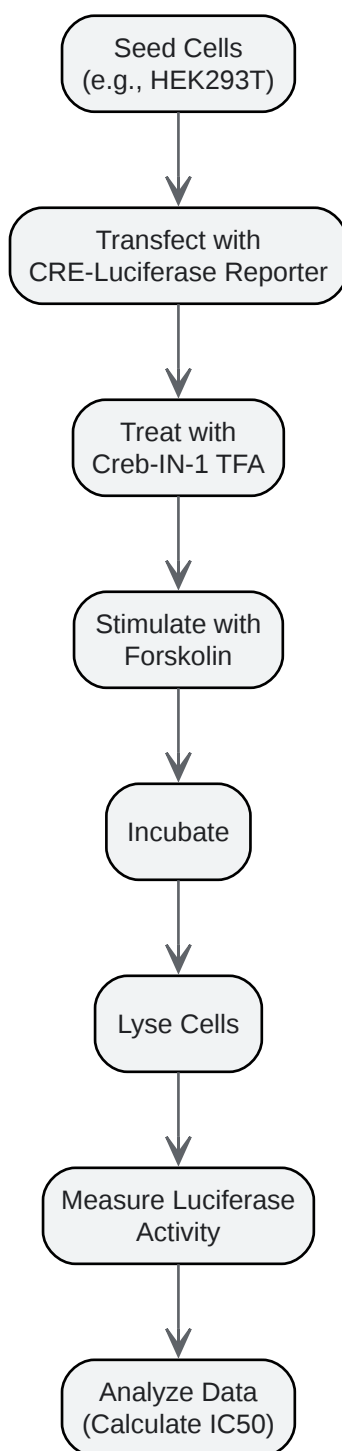 Seed Cells
(e.g., HEK293T)
Transfect with
CRE-Luciferase Reporter
Treat with
Creb-IN-1 TFA
Stimulate with
Forskolin
Incubate
Lyse Cells
Measure Luciferase
Activity
Analyze Data
(Calculate IC50)